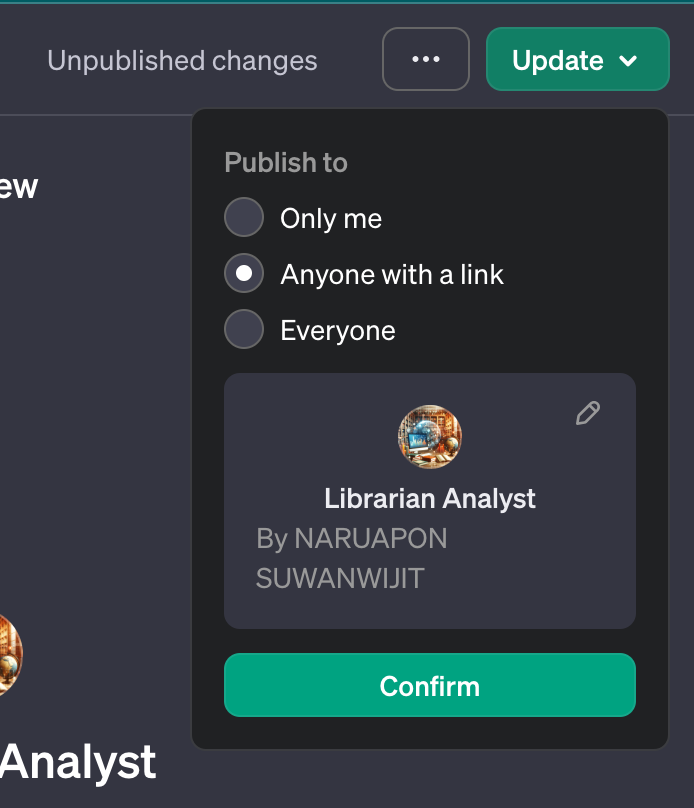 Unpublished changes
...
Update
Publish to
ew
Only me
Anyone with a link
Everyone
Librarian Analyst
By NARUAPON
SUWANWIJIT
Confirm
Analyst